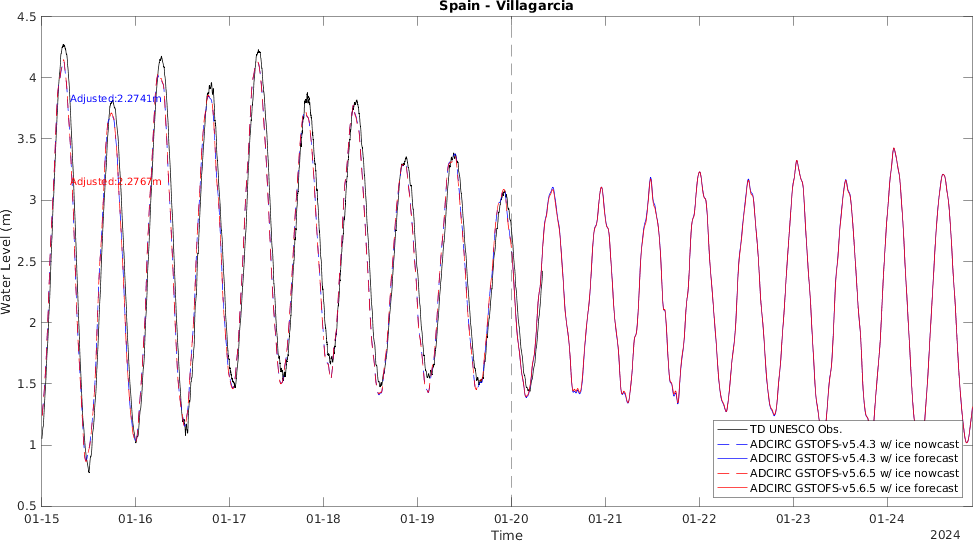 Spain - Villagarcia
Water Level (m)
4.5
4
3.5
3
2.5
2
1.5
1
0.5
Adjusted:2.2741m
Adjusted:2.2767m
TD UNESCO Obs.
ADCIRC GSTOFS-v5.4.3 w/ ice nowcast
ADCIRC GSTOFS-v5.4.3 w/ ice forecast
ADCIRC GSTOFS-v5.6.5 w/ ice nowcast
ADCIRC GSTOFS-v5.6.5 w/ ice forecast
01-15 01-16 01-17 01-18 01-19 01-20 01-21 01-22 01-23 01-24
Time
2024